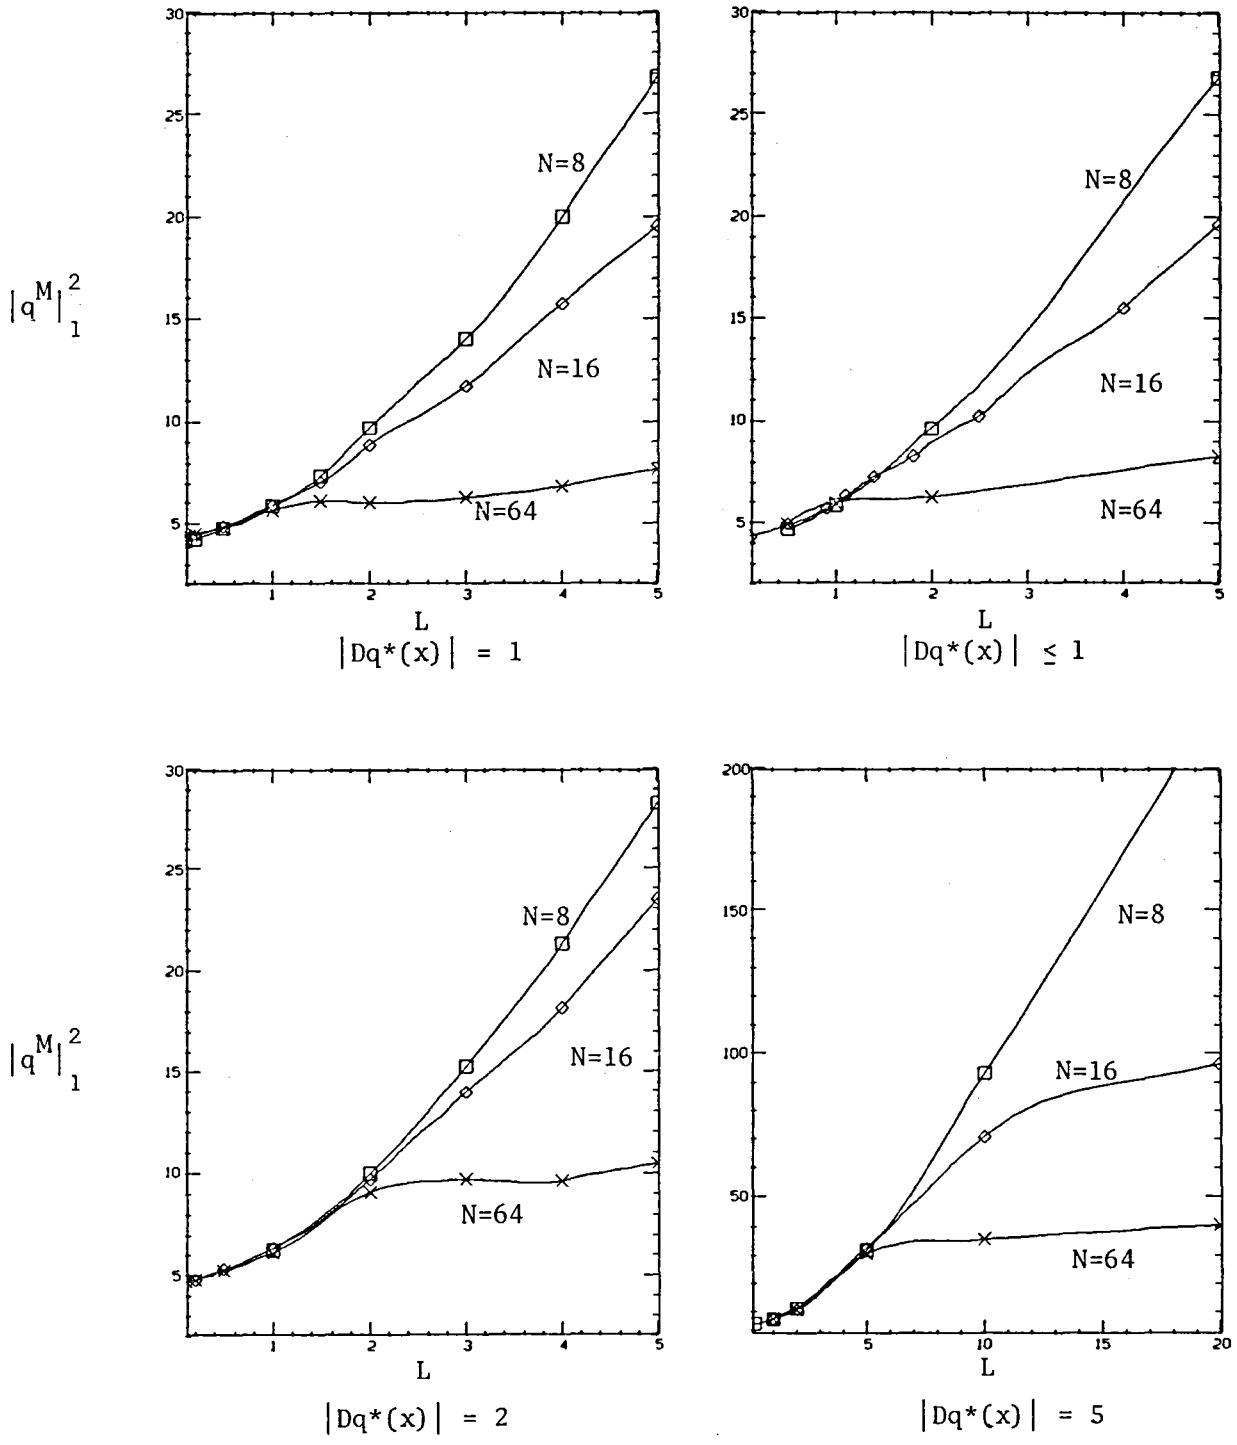 30
25
20
15
10
5
1 2 3 4 5
L
|Dq*(x)| = 1
|q^M|_1^2
N=8
N=16
N=64
30
25
20
15
10
5
1 2 3 4 5
L
|Dq*(x)| ≤ 1
N=8
N=16
N=64
30
25
20
15
10
5
1 2 3 4 5
L
|Dq*(x)| = 2
|q^M|_1^2
N=8
N=16
N=64
200
150
100
50
5 10 15 20
L
|Dq*(x)| = 5
N=8
N=16
N=64